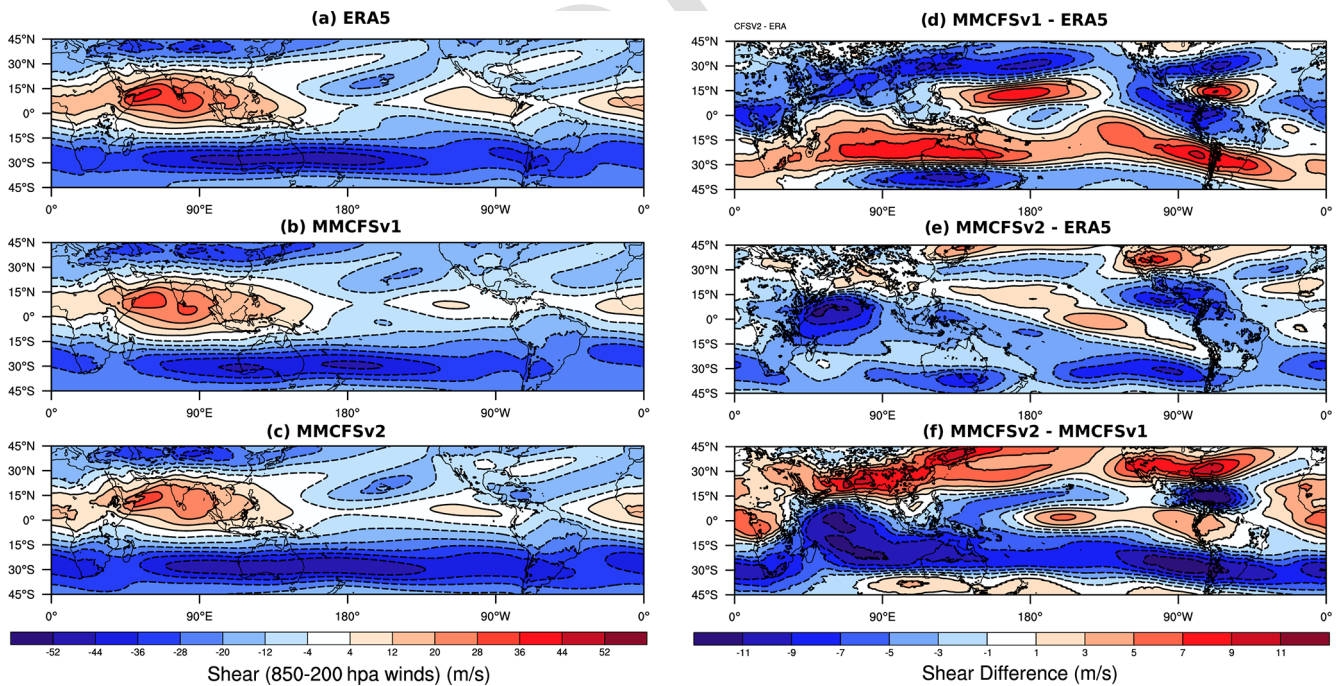 (a) ERA5
45°N
30°N
15°N
0°
15°S
30°S
45°S
0° 90°E 180° 90°W 0°
(b) MMCFSv1
45°N
30°N
15°N
0°
15°S
30°S
45°S
0° 90°E 180° 90°W 0°
(c) MMCFSv2
45°N
30°N
15°N
0°
15°S
30°S
45°S
0° 90°E 180° 90°W 0°
-52 -44 -36 -28 -20 -12 -4 4 12 20 28 36 44 52
Shear (850-200 hpa winds) (m/s)
CFSV2 - ERA
(d) MMCFSv1 - ERA5
45°N
30°N
15°N
0°
15°S
30°S
45°S
0° 90°E 180° 90°W 0°
(e) MMCFSv2 - ERA5
45°N
30°N
15°N
0°
15°S
30°S
45°S
0° 90°E 180° 90°W 0°
(f) MMCFSv2 - MMCFSv1
45°N
30°N
15°N
0°
15°S
30°S
45°S
0° 90°E 180° 90°W 0°
-11 -9 -7 -5 -3 -1 1 3 5 7 9 11
Shear Difference (m/s)